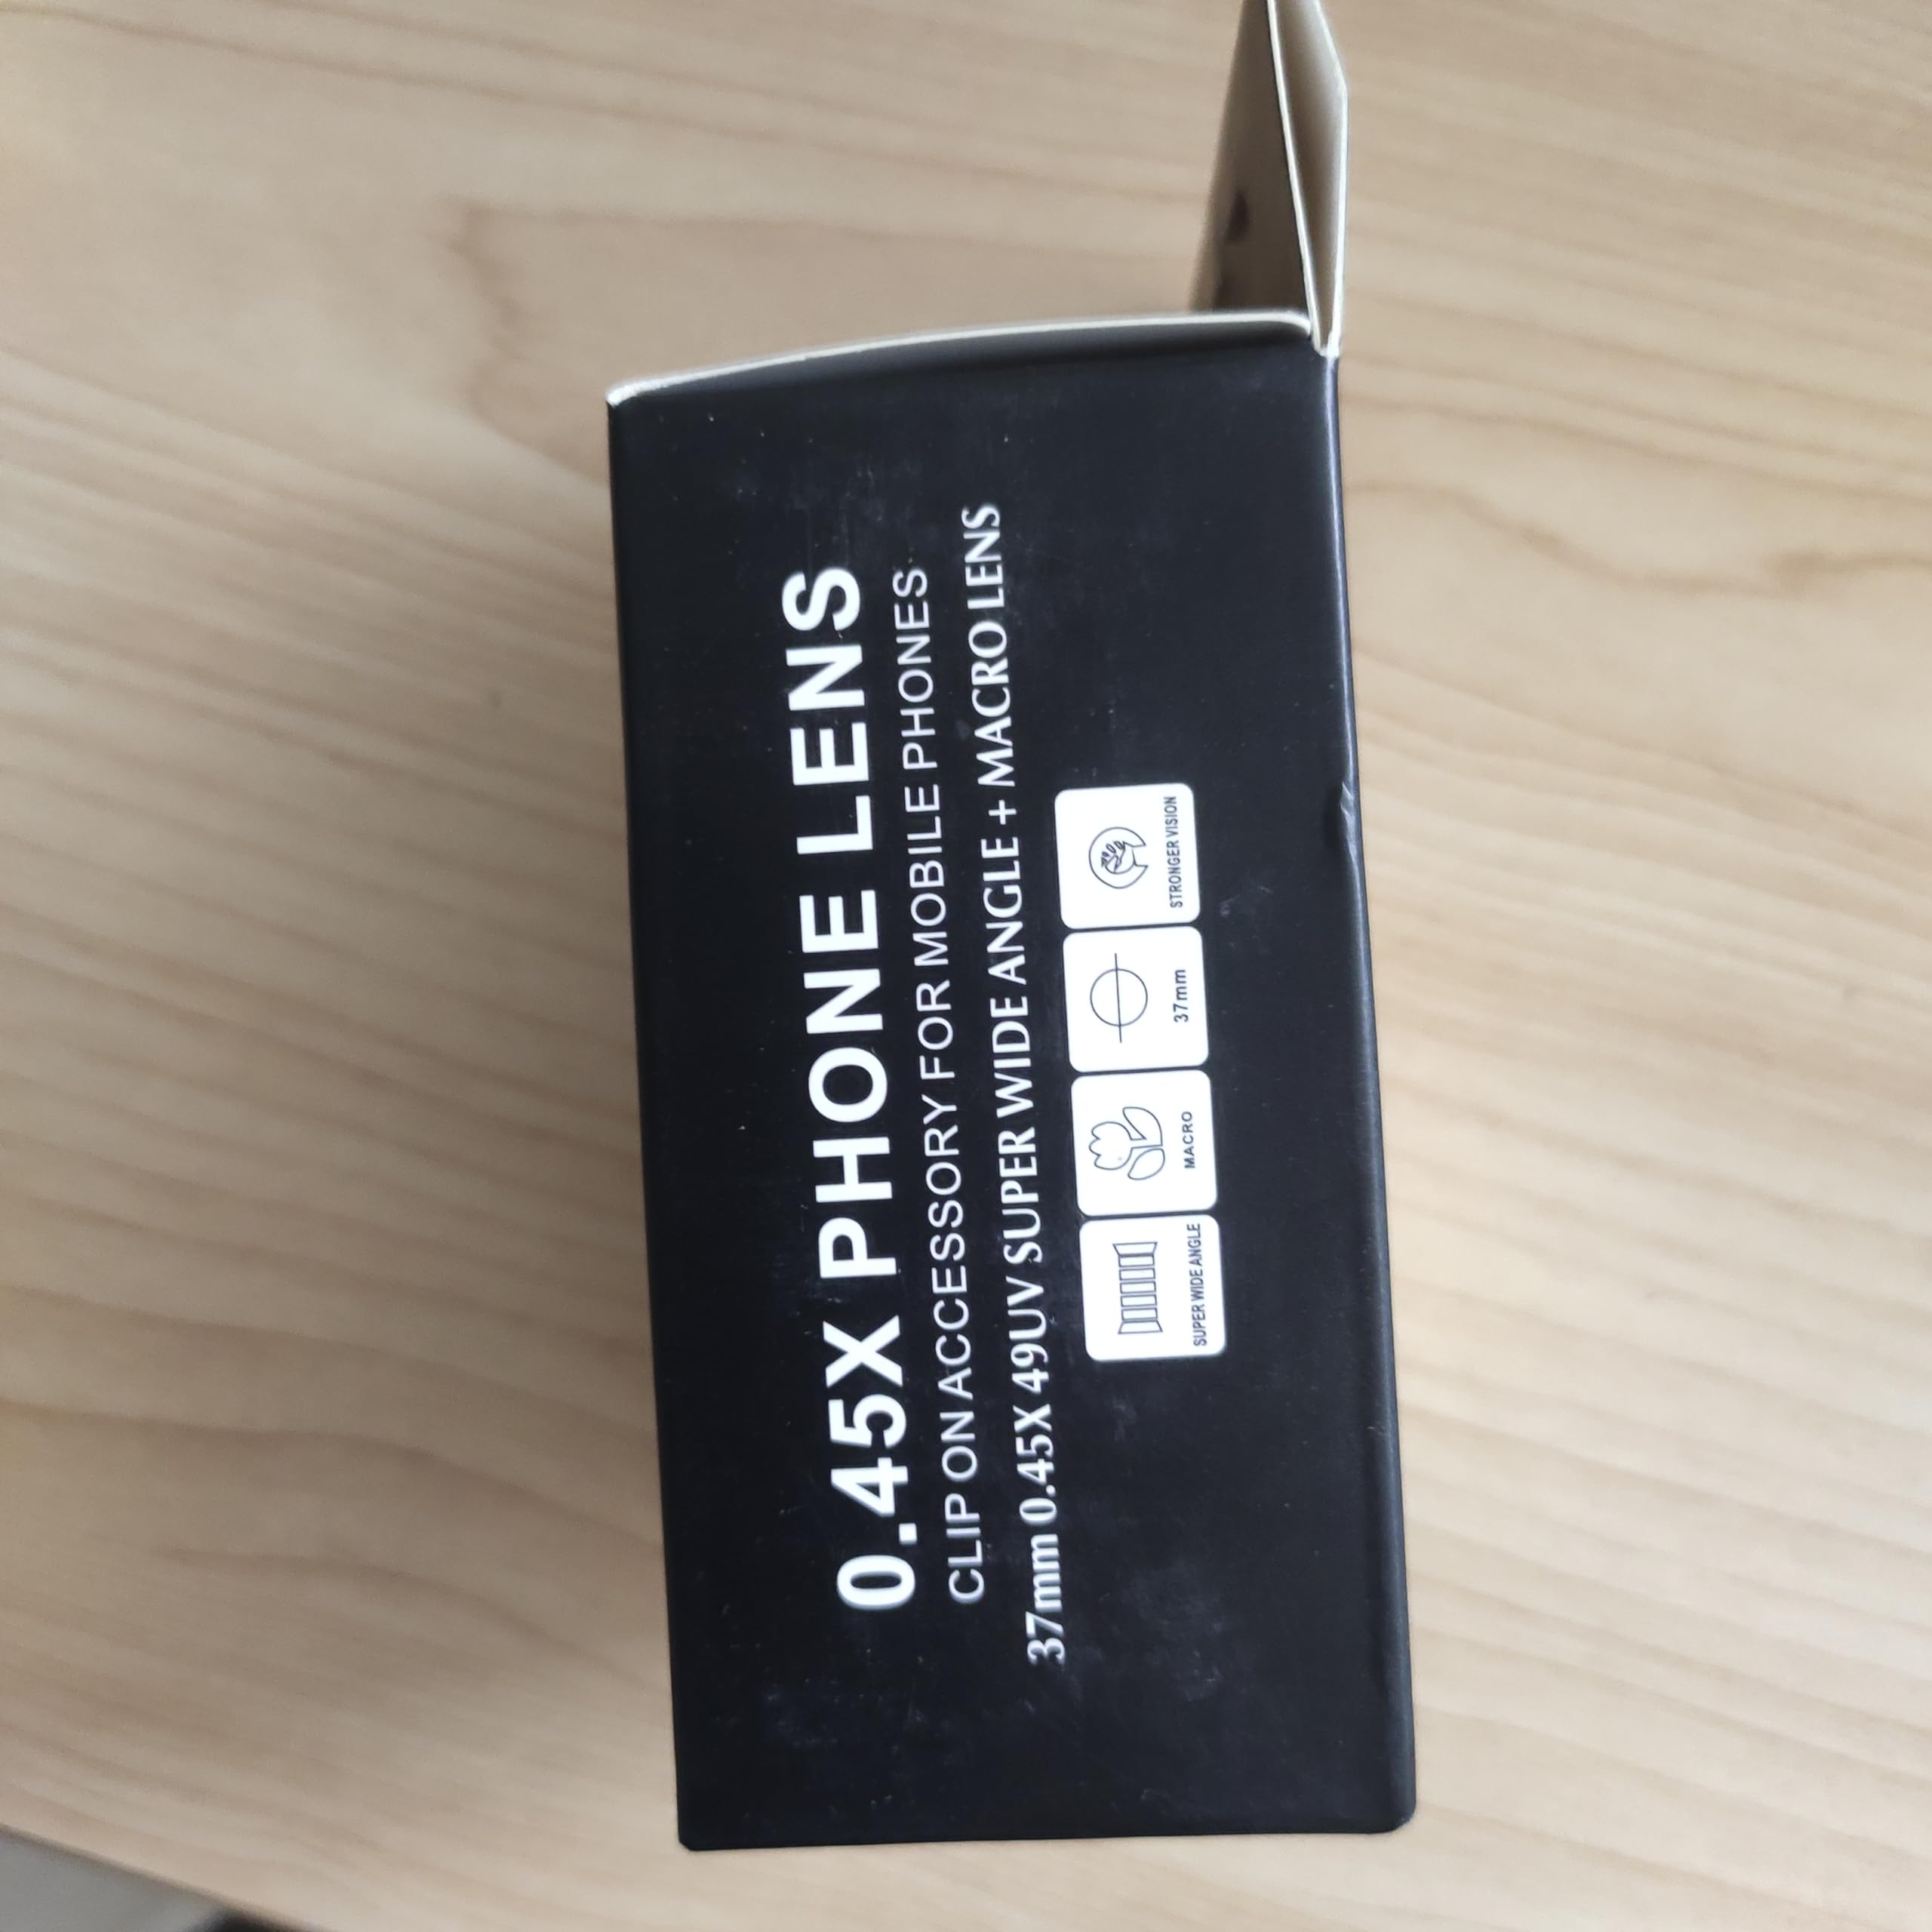 0.45X PHONE LENS
CLIP ON ACCESSORY FOR MOBILE PHONES
37mm 0.45X 49UV SUPER WIDE ANGLE + MACRO LENS
SUPER WIDE ANGLE
MACRO
37mm
STRONGER VISION